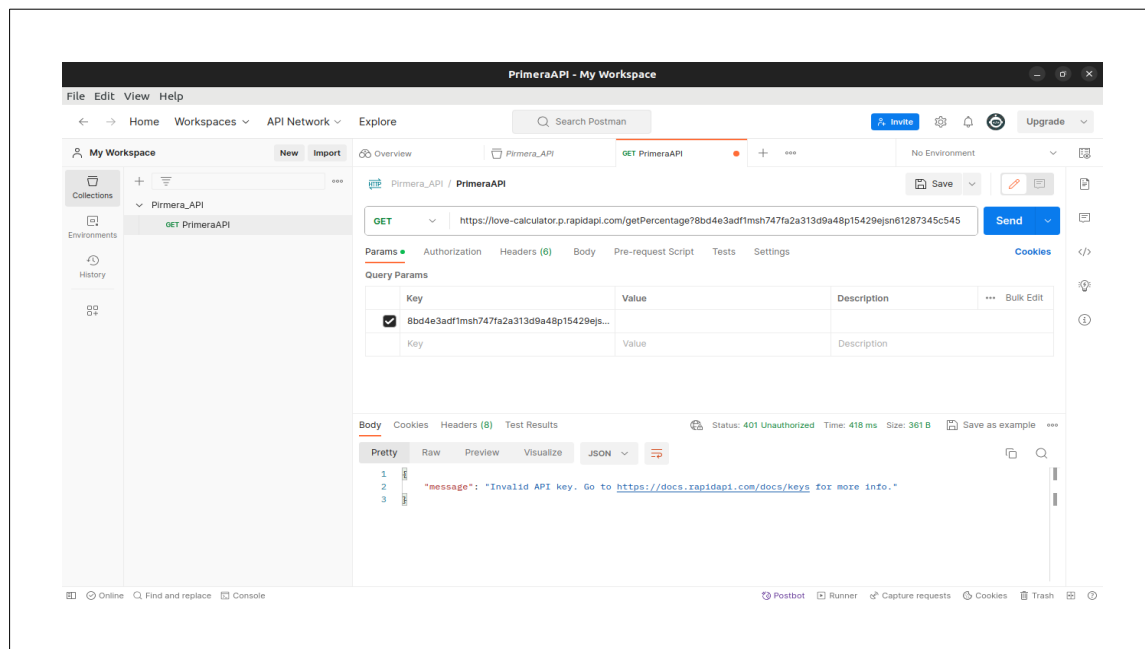 PrimeraAPI - My Workspace
File Edit View Help
Home Workspaces API Network Explore Search Postman Invite Upgrade
My Workspace New Import Overview Pirmera_API GET PrimeraAPI No Environment
Collections
Pirmera_API / PrimeraAPI Save
Pirmera_API
GET PrimeraAPI
GET https://love-calculator.p.rapidapi.com/getPercentage?8bd4e3adf1msh747fa2a313d9a48p15429ejsn61287345c545 Send
Environments
Params Authorization Headers (6) Body Pre-request Script Tests Settings Cookies
History
Query Params
Key Value Description Bulk Edit
8bd4e3adf1msh747fa2a313d9a48p15429ejs...
Key Value Description
Body Cookies Headers (8) Test Results Status: 401 Unauthorized Time: 418 ms Size: 361 B Save as example
Pretty Raw Preview Visualize JSON
1 {
2 "message": "Invalid API key. Go to https://docs.rapidapi.com/docs/keys for more info."
3 }
Online Find and replace Console Postbot Runner Capture requests Cookies Trash